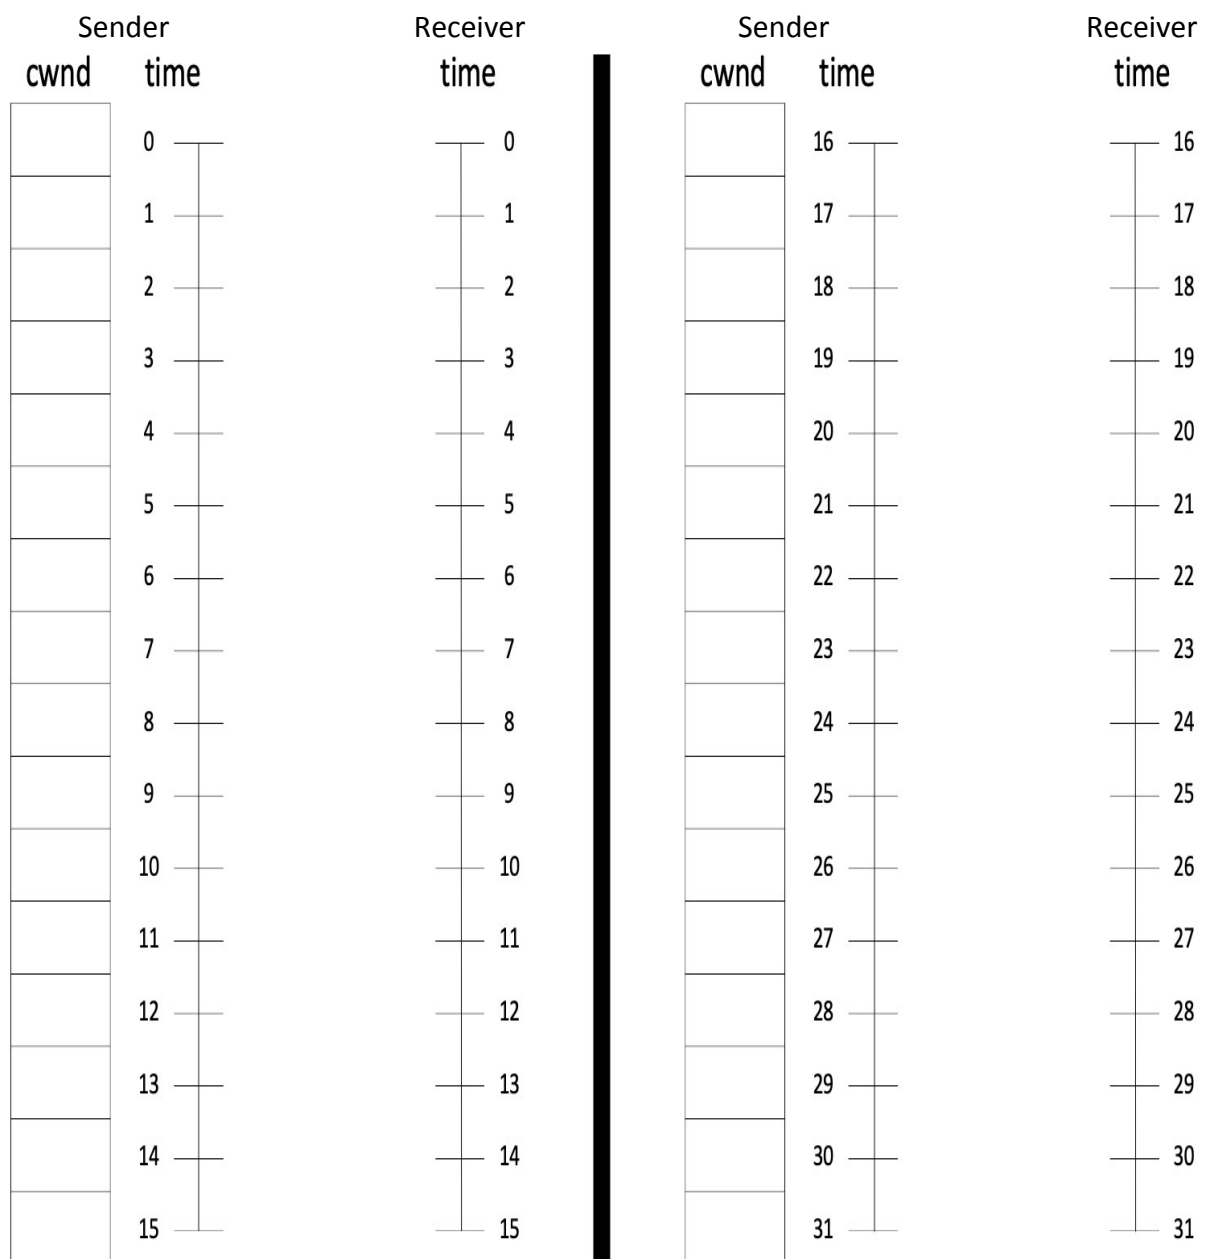 Sender Receiver Sender Receiver
cwnd time time cwnd time time
0 0 16 16
1 1 17 17
2 2 18 18
3 3 19 19
4 4 20 20
5 5 21 21
6 6 22 22
7 7 23 23
8 8 24 24
9 9 25 25
10 10 26 26
11 11 27 27
12 12 28 28
13 13 29 29
14 14 30 30
15 15 31 31